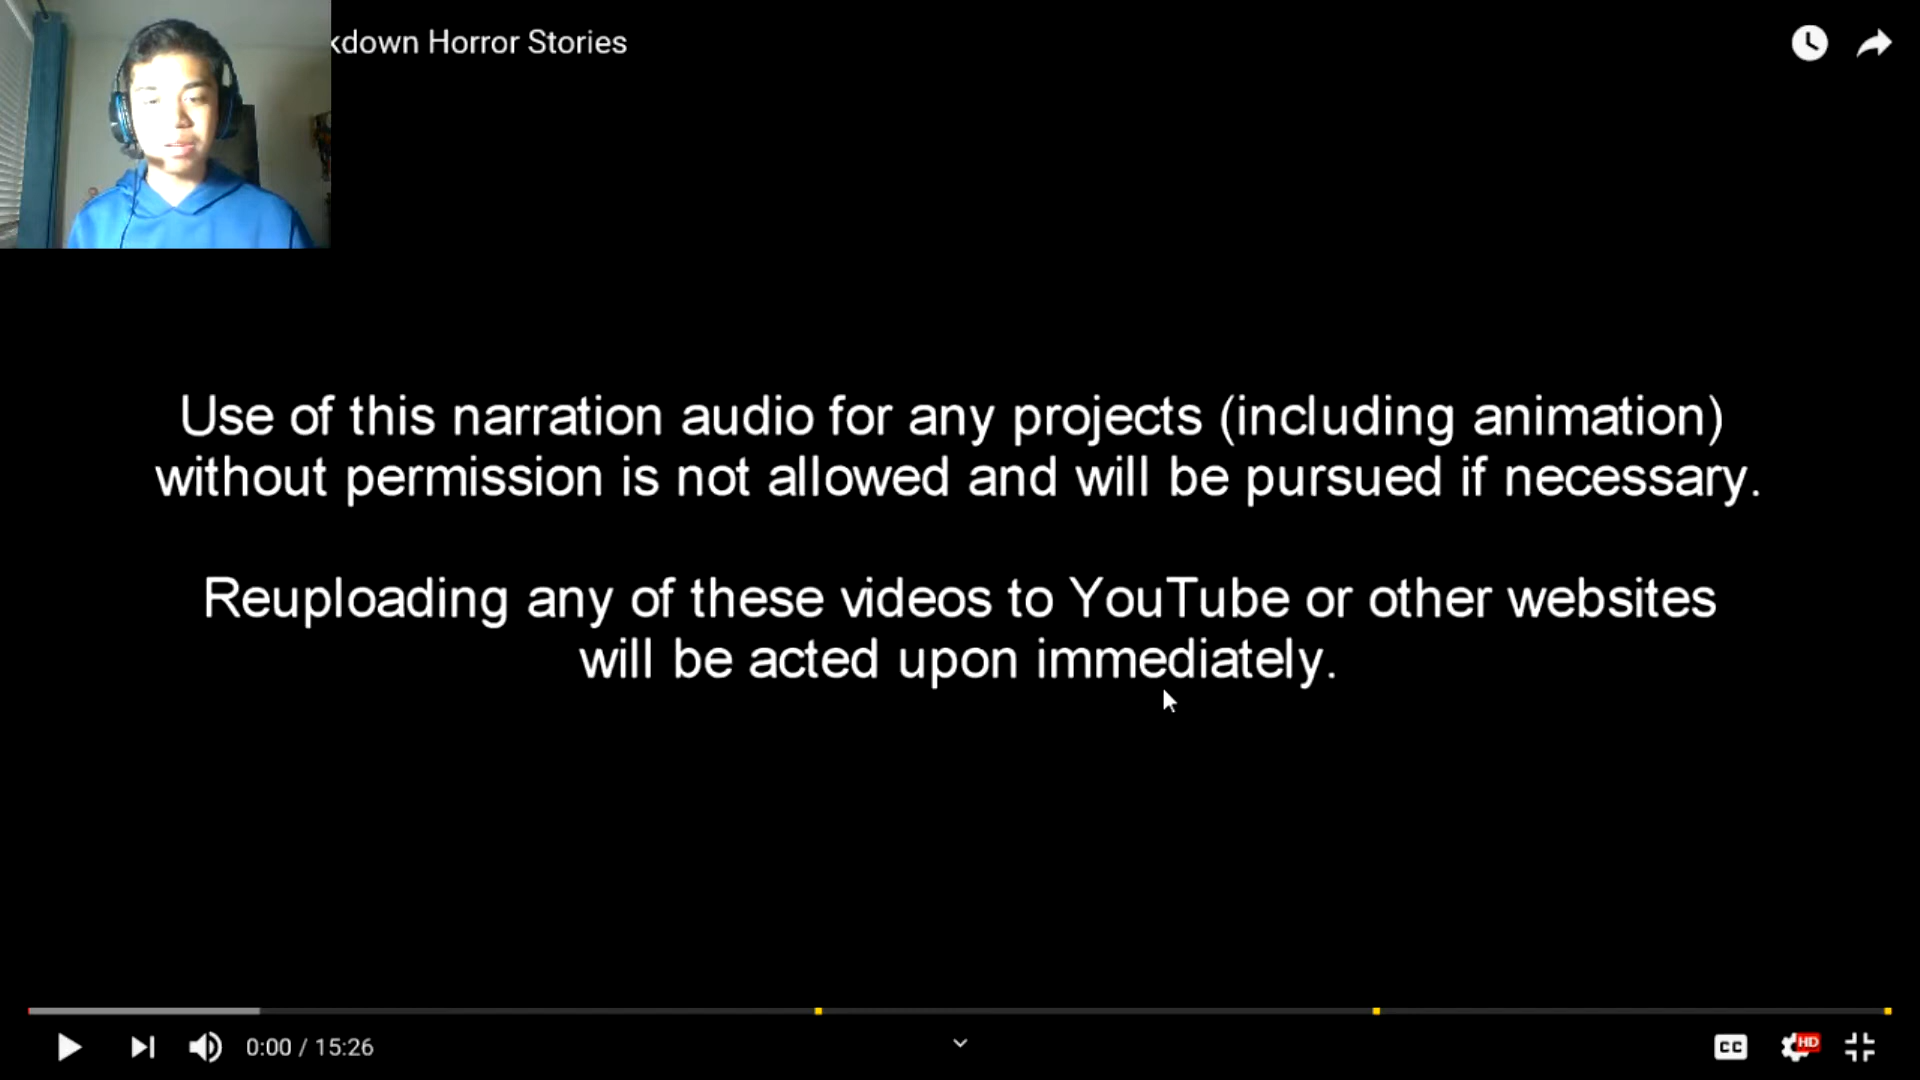 kdown Horror Stories
Use of this narration audio for any projects (including animation)
without permission is not allowed and will be pursued if necessary.
Reuploading any of these videos to YouTube or other websites
will be acted upon immediately.
0:00 / 15:26
CC
HD